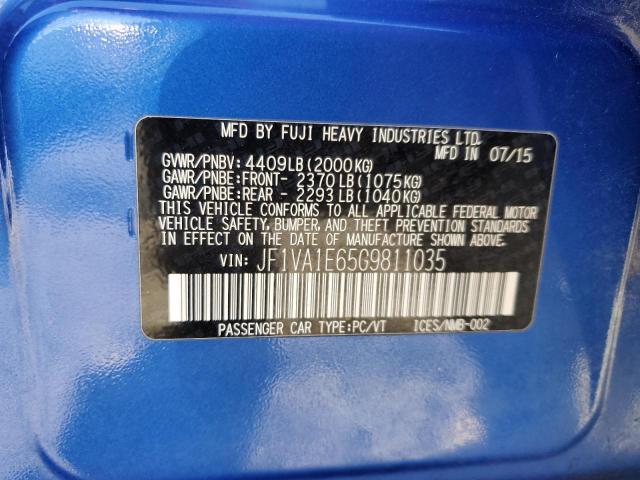 MFD BY FUJI HEAVY INDUSTRIES LTD.
MFD IN 07/15
GVWR/PNBV: 4409LB(2000KG)
GAWR/PNBE:FRONT- 2370LB(1075KG)
GAWR/PNBE:REAR - 2293LB(1040KG)
THIS VEHICLE CONFORMS TO ALL APPLICABLE FEDERAL MOTOR
VEHICLE SAFETY, BUMPER, AND THEFT PREVENTION STANDARDS
IN EFFECT ON THE DATE OF MANUFACTURE SHOWN ABOVE.
VIN: JF1VA1E65G9811035
PASSENGER CAR TYPE:PC/VT ICES/NMB-002